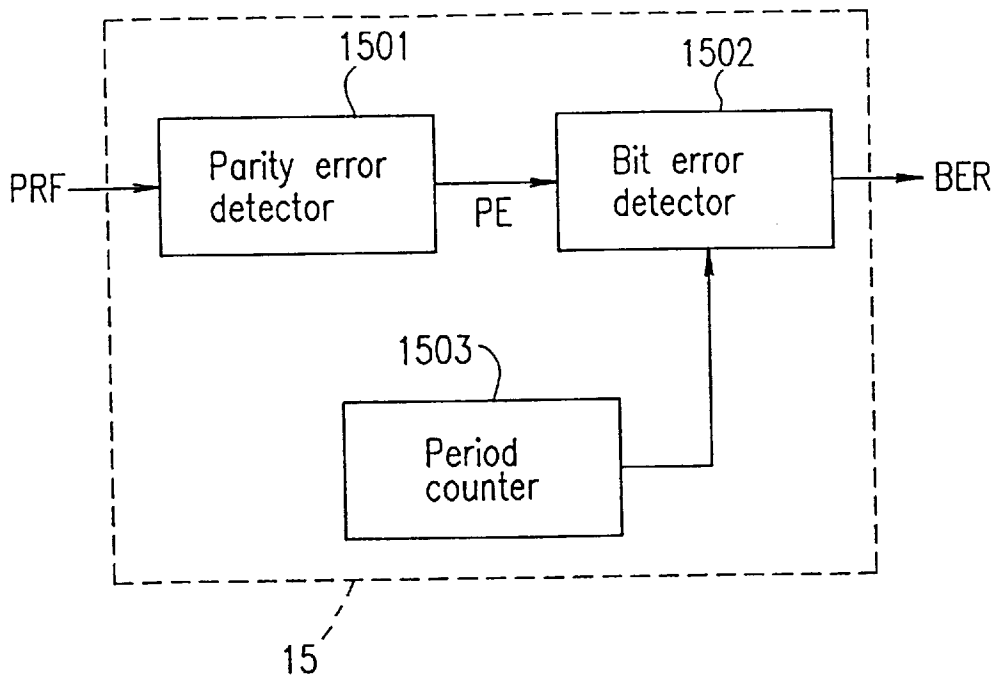 1501
1502
PRF
Parity error
detector
PE
Bit error
detector
BER
1503
Period
counter
15